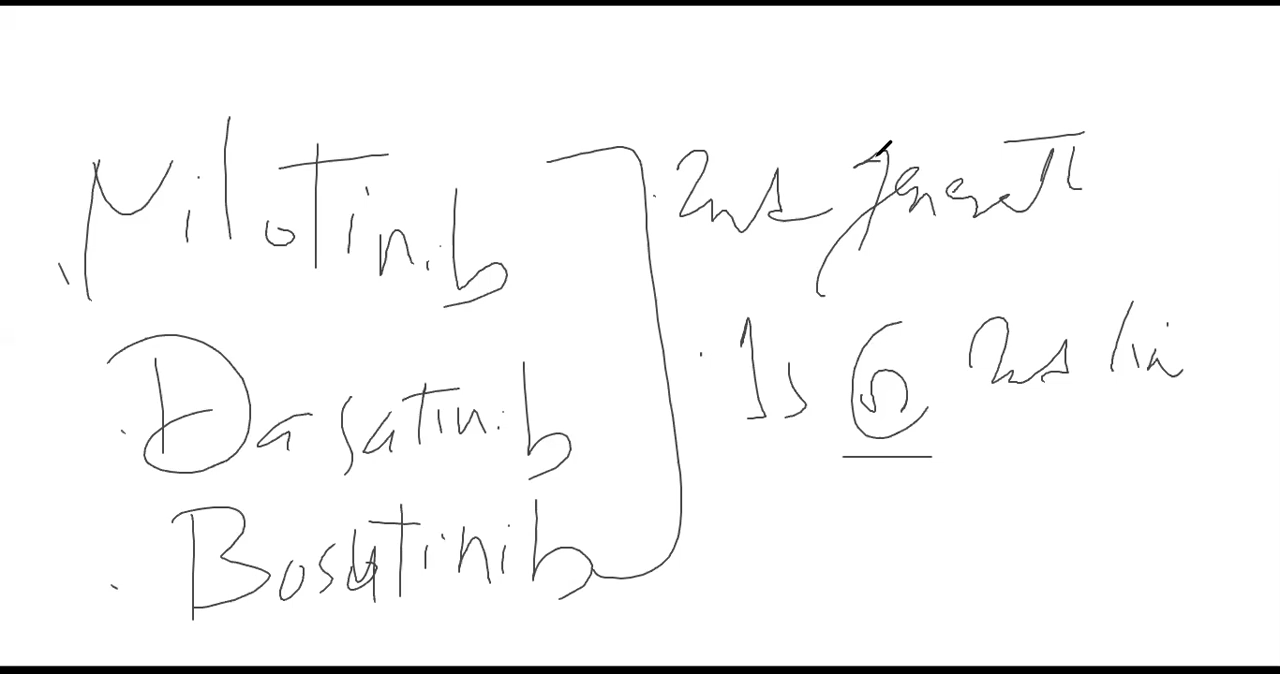 Nilotinib
2nd generati
Dasatinib
1s @ 2nd lin
Bosutinib